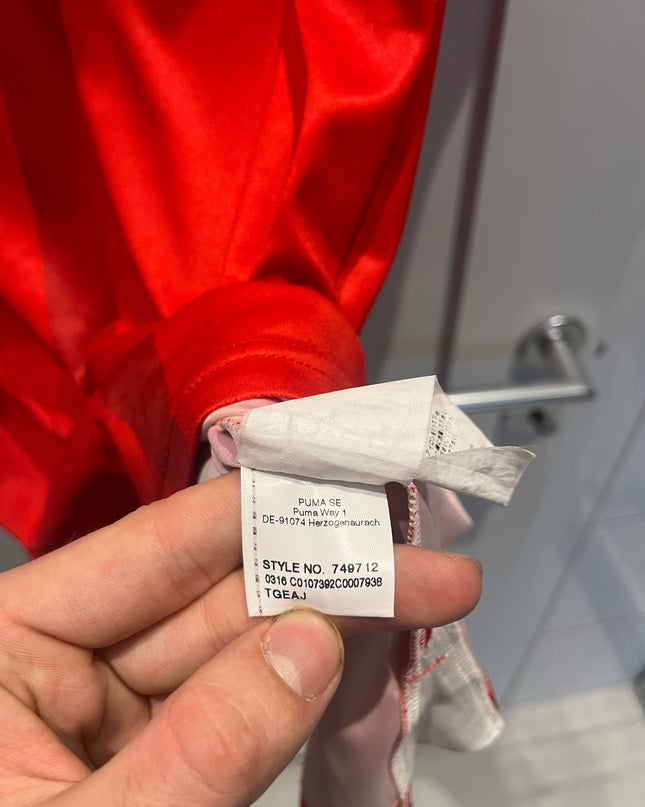 PUMA SE
Puma Way 1
DE-91074 Herzogenaurach
STYLE NO. 749712
0316 C0107392C0007938
TGEAJ